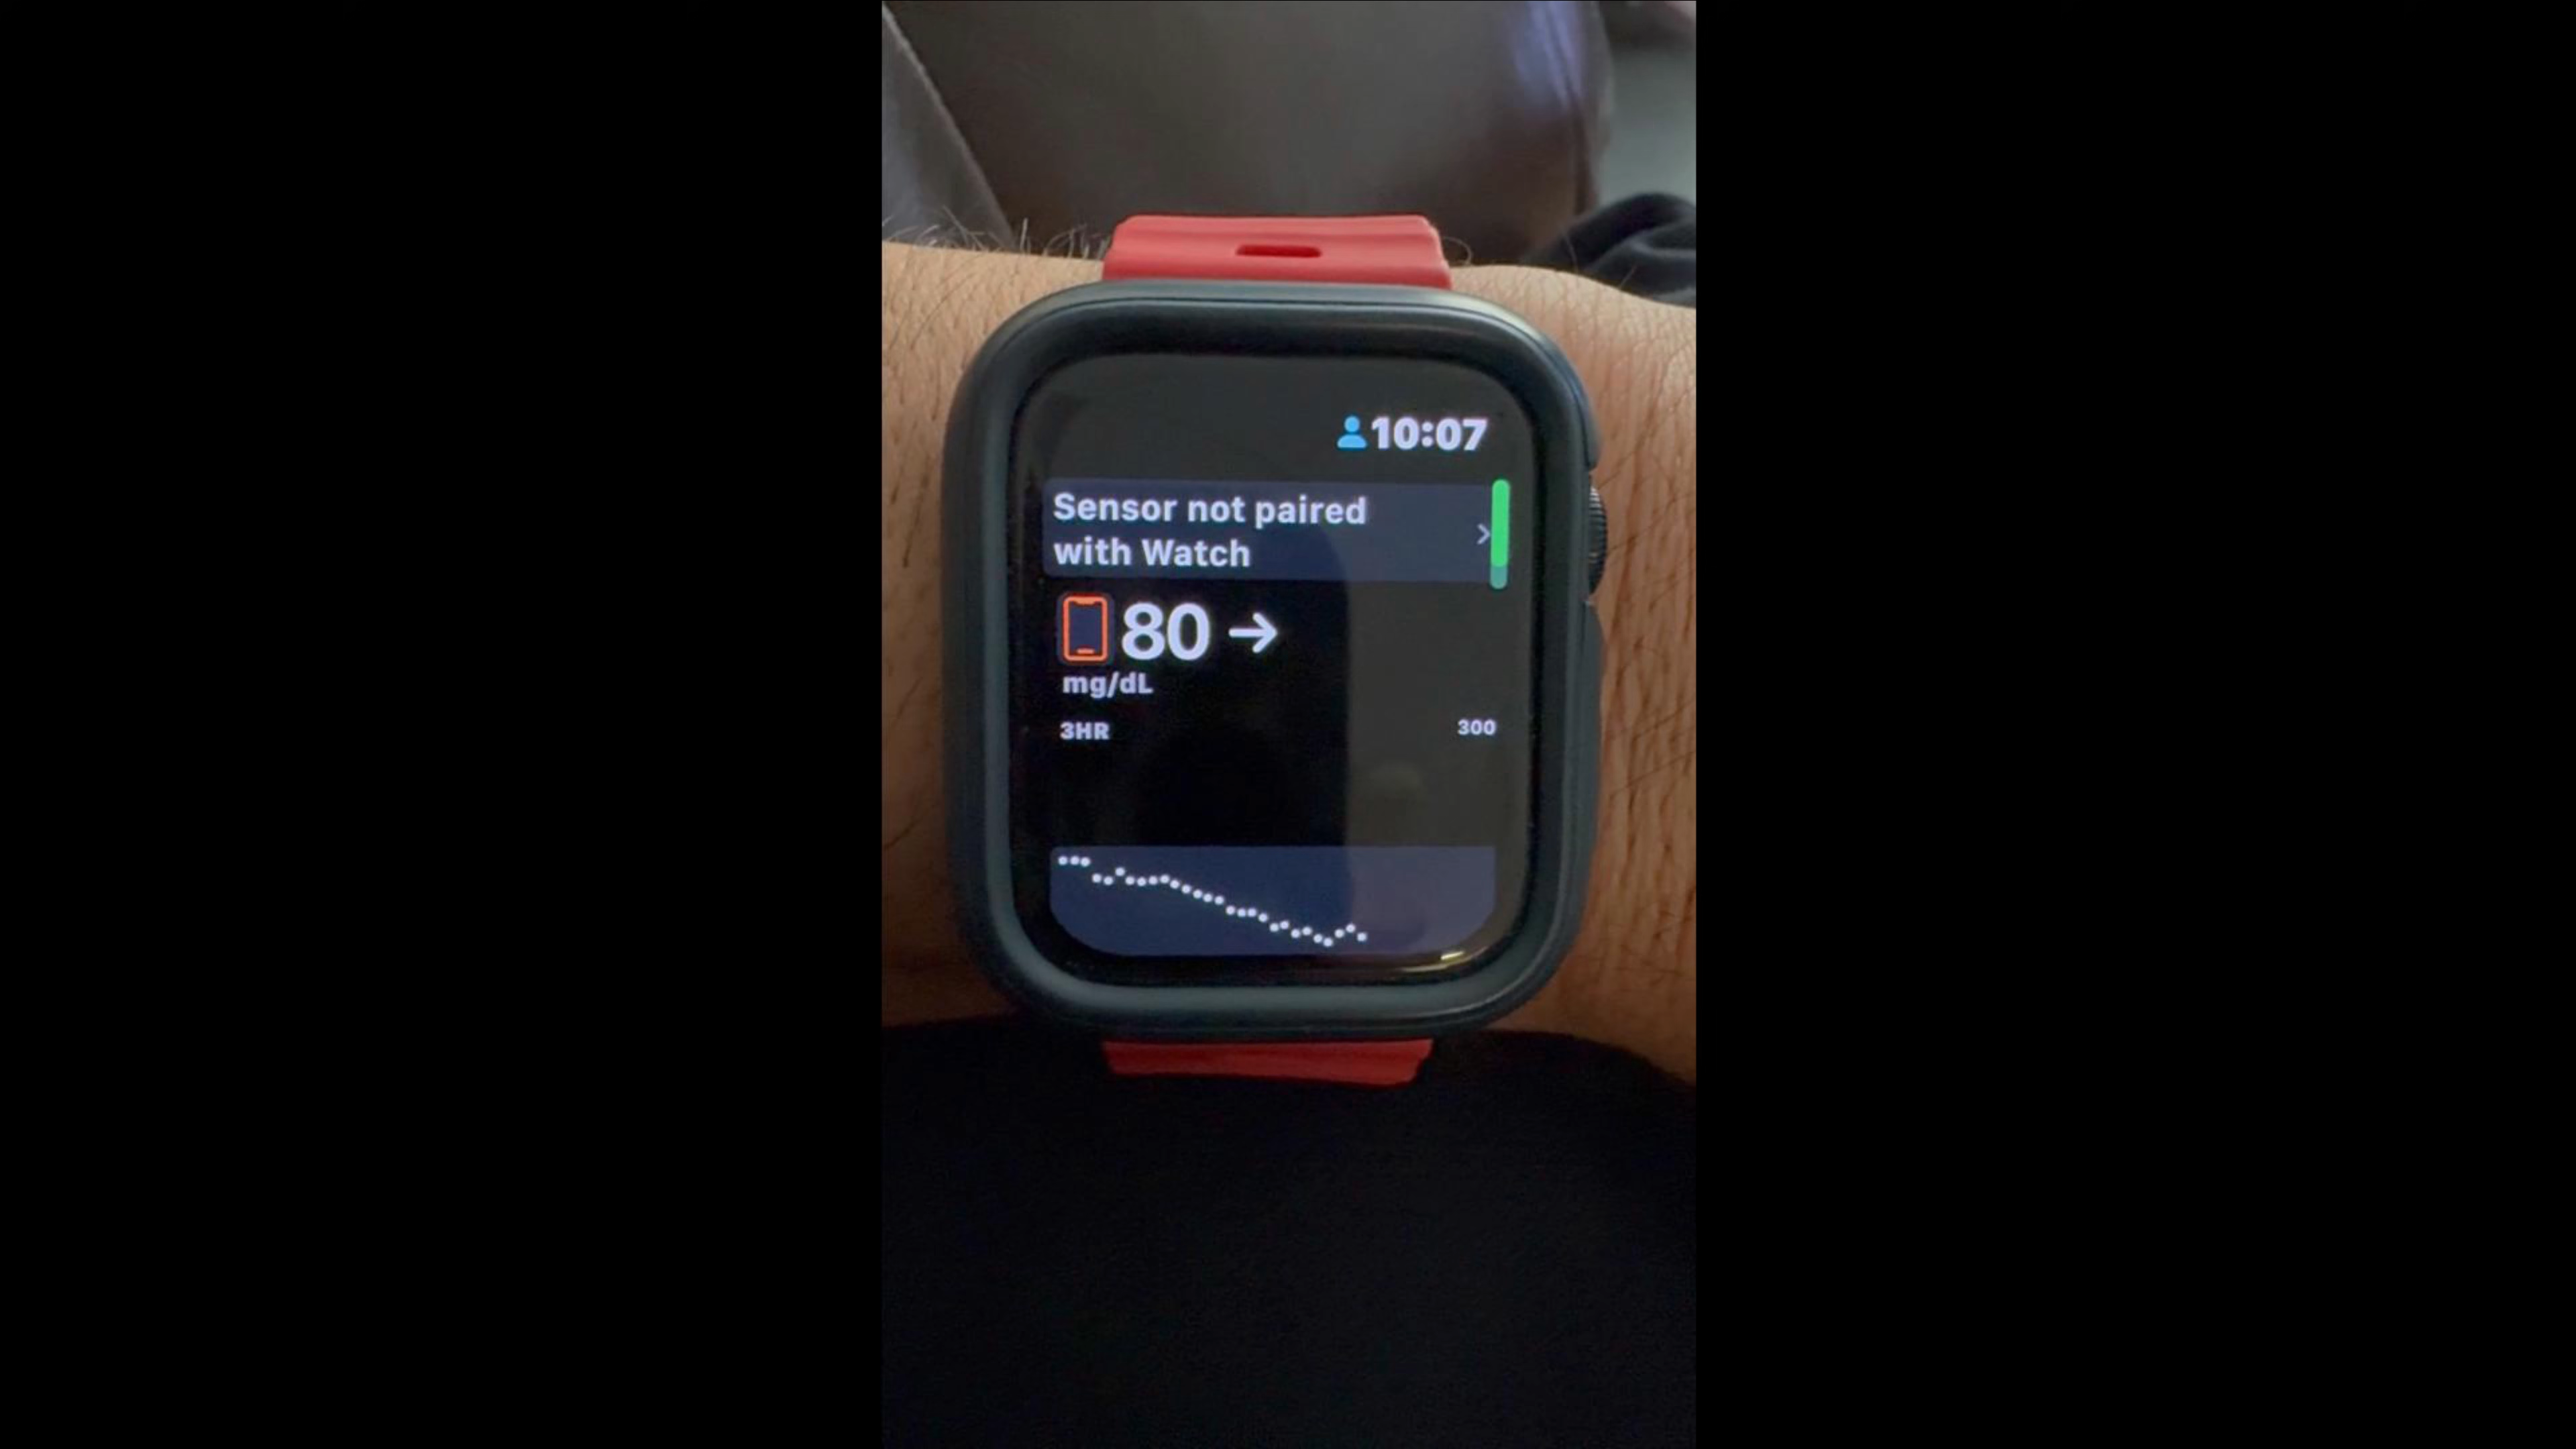 10:07
Sensor not paired
with Watch
80 →
mg/dL
3HR
300